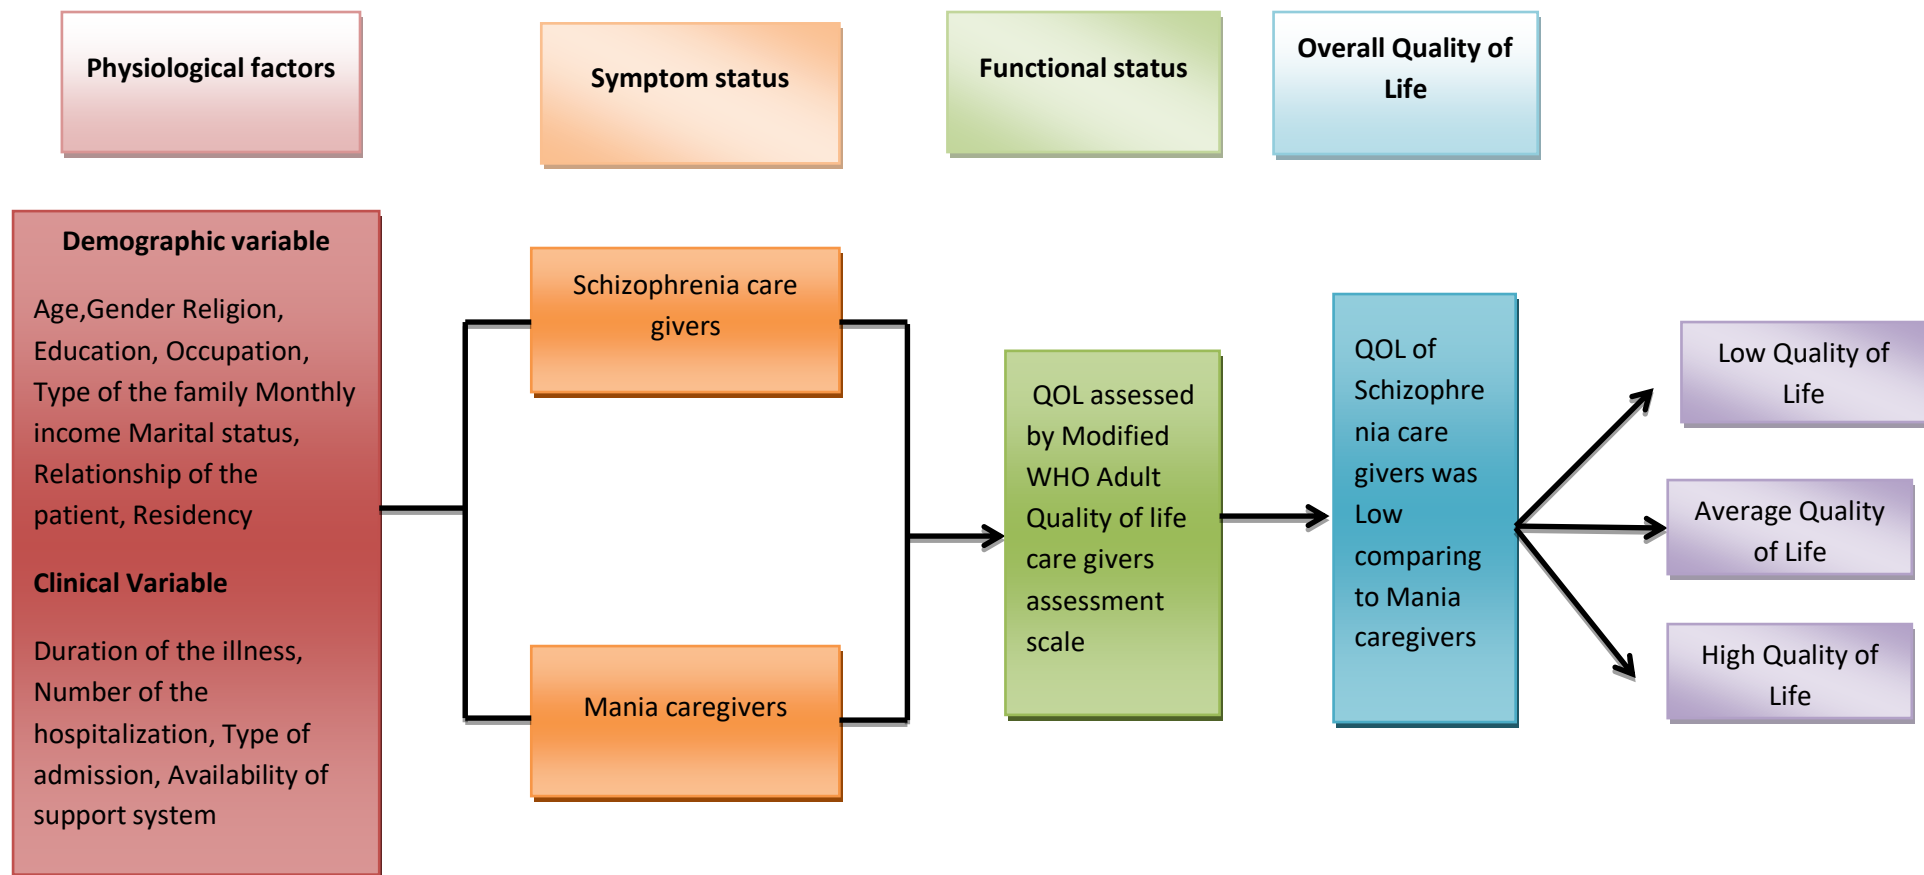 Physiological factors
Symptom status
Functional status
Overall Quality of
Life
Demographic variable
Age,Gender Religion,
Education, Occupation,
Type of the family Monthly
income Marital status,
Relationship of the
patient, Residency
Clinical Variable
Duration of the illness,
Number of the
hospitalization, Type of
admission, Availability of
support system
Schizophrenia care
givers
Mania caregivers
QOL assessed
by Modified
WHO Adult
Quality of life
care givers
assessment
scale
QOL of
Schizophre
nia care
givers was
Low
comparing
to Mania
caregivers
Low Quality of
Life
Average Quality
of Life
High Quality of
Life